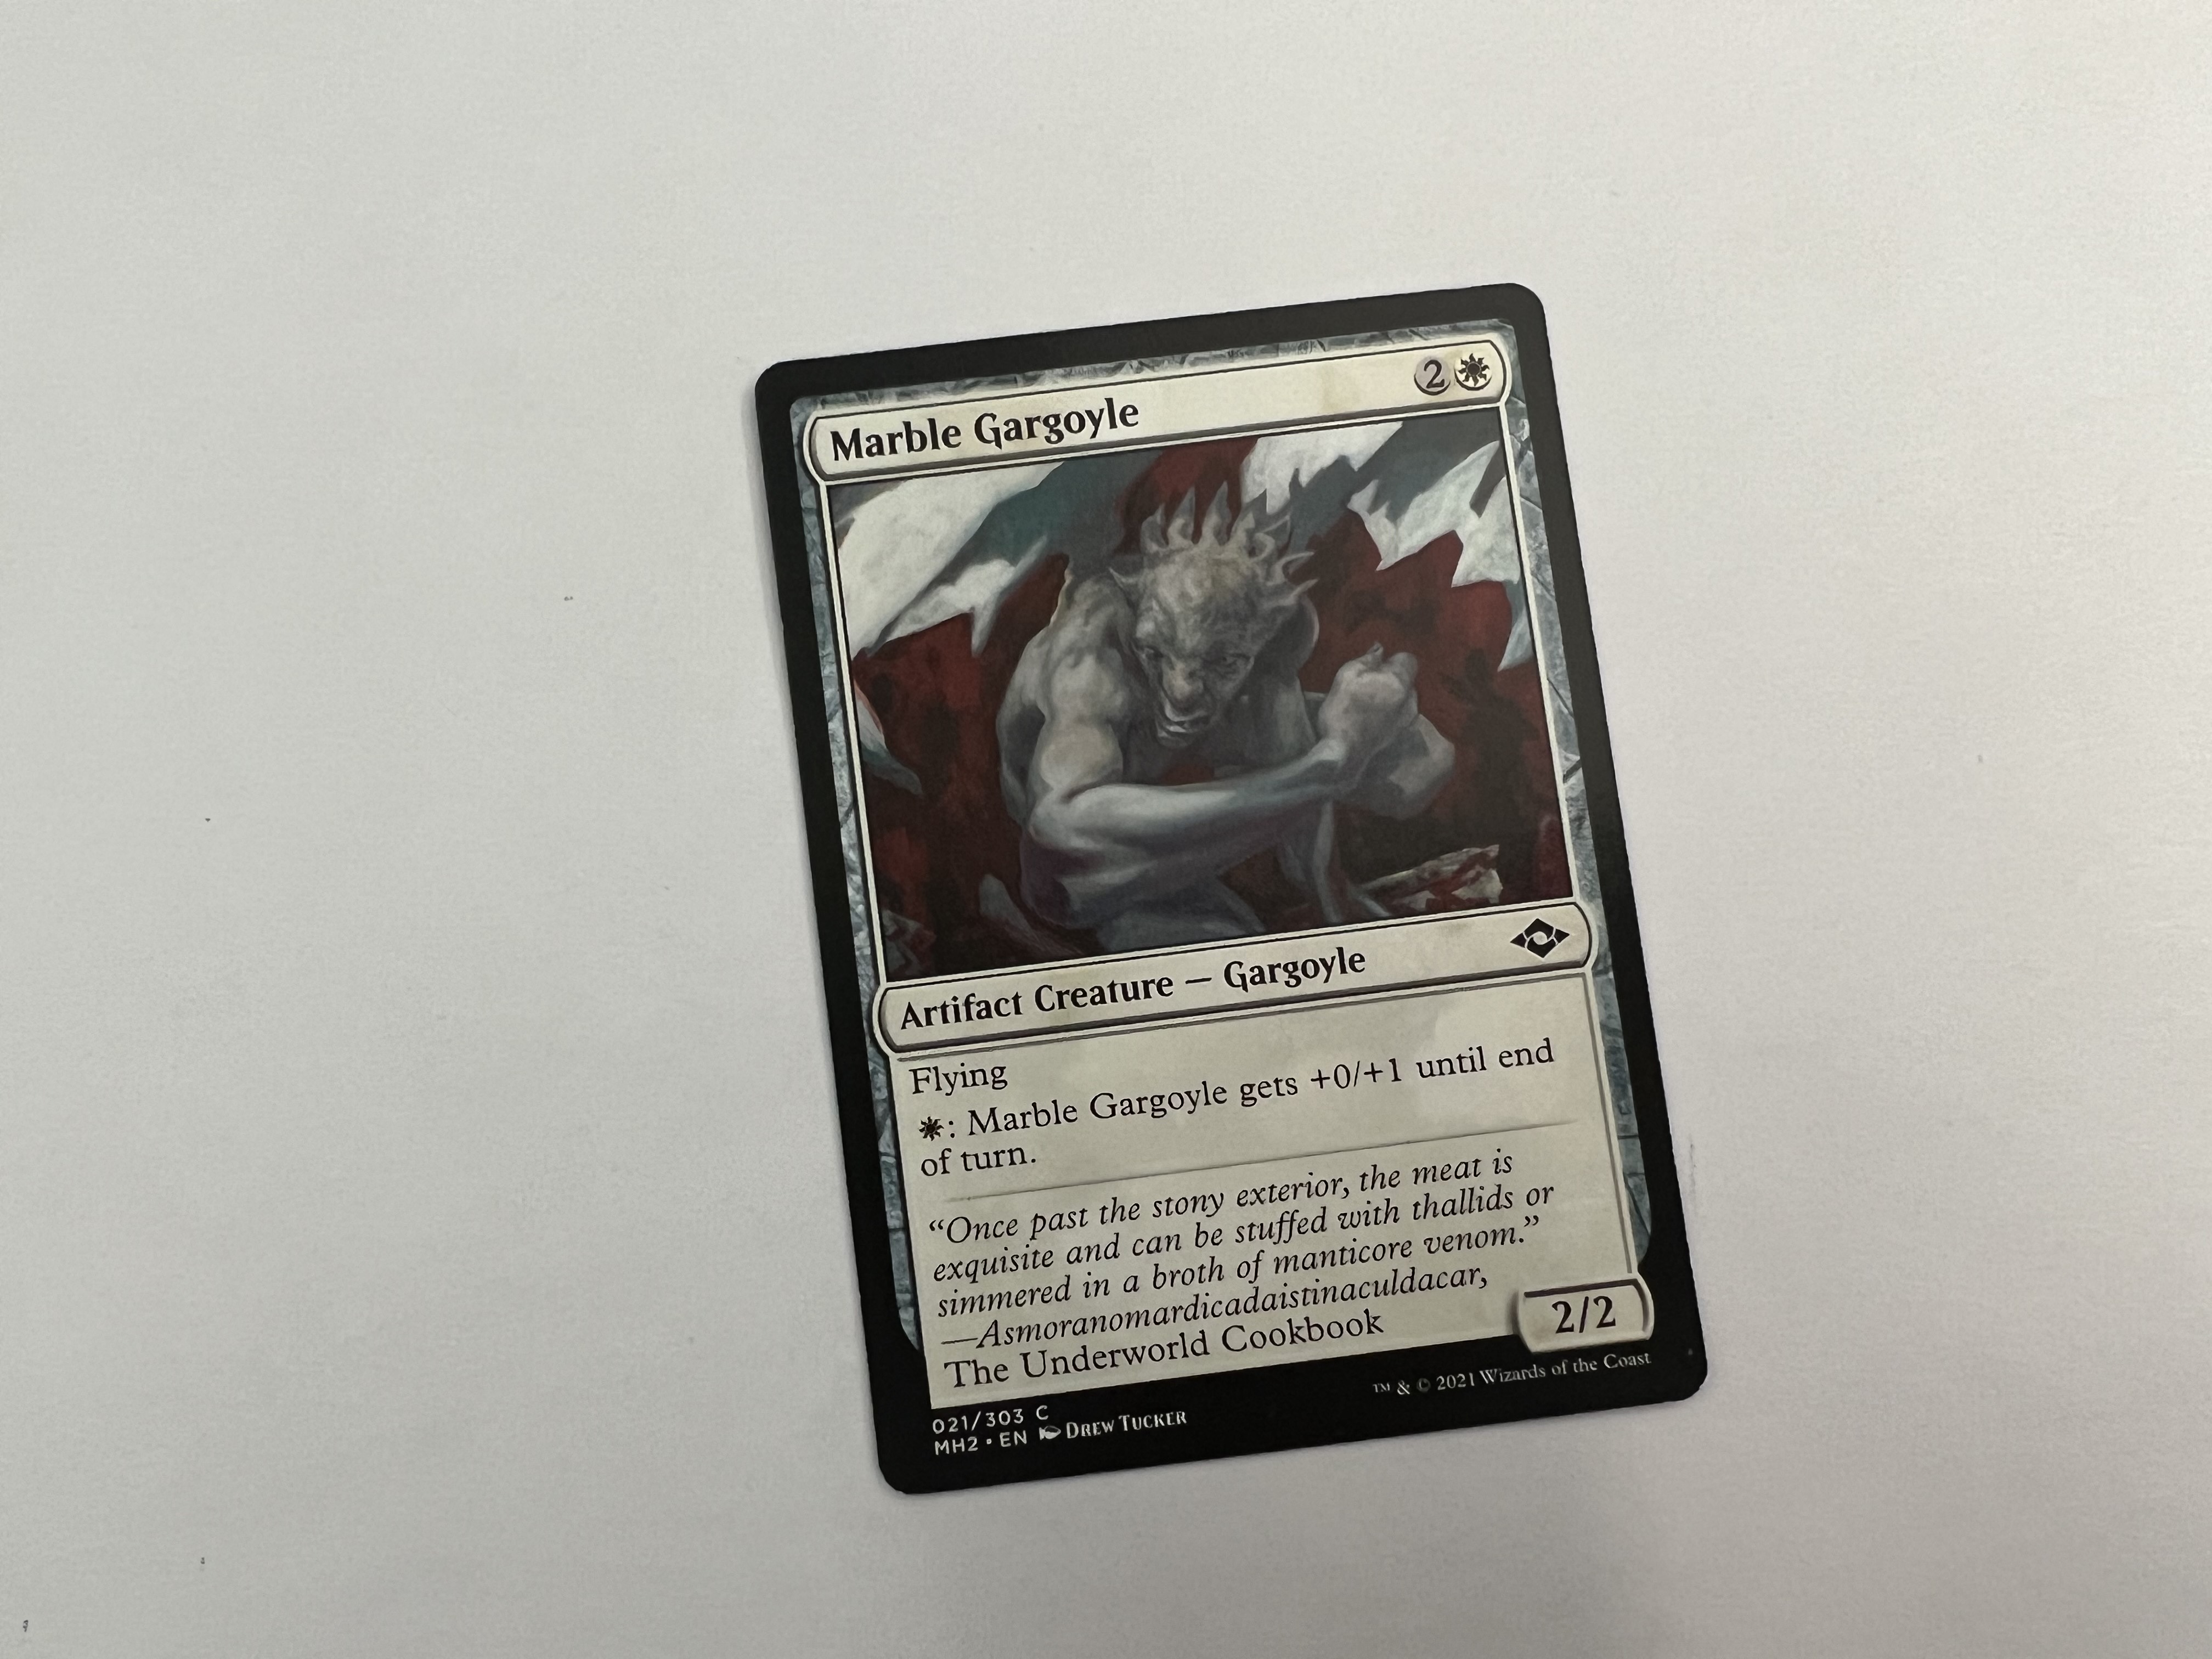 Marble Gargoyle
2
Artifact Creature — Gargoyle
Flying
: Marble Gargoyle gets +0/+1 until end
of turn.
“Once past the stony exterior, the meat is
exquisite and can be stuffed with thallids or
simmered in a broth of manticore venom.”
—Asmoranomardicadaistinaculdacar,
The Underworld Cookbook
2/2
021/303 C
MH2 • EN DREW TUCKER
™ & © 2021 Wizards of the Coast